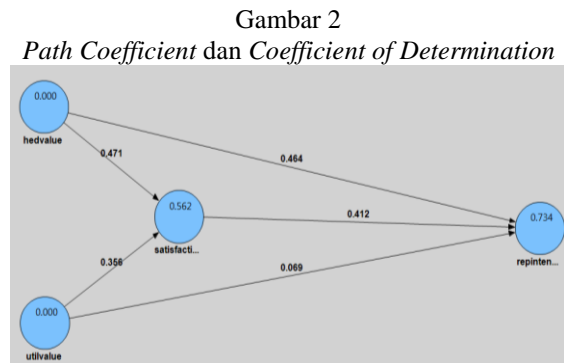 Gambar 2
Path Coefficient dan Coefficient of Determination
0.000
hedvalue
0.471
0.464
0.562
satisfacti...
0.412
0.734
repinten...
0.356
0.069
0.000
utilvalue